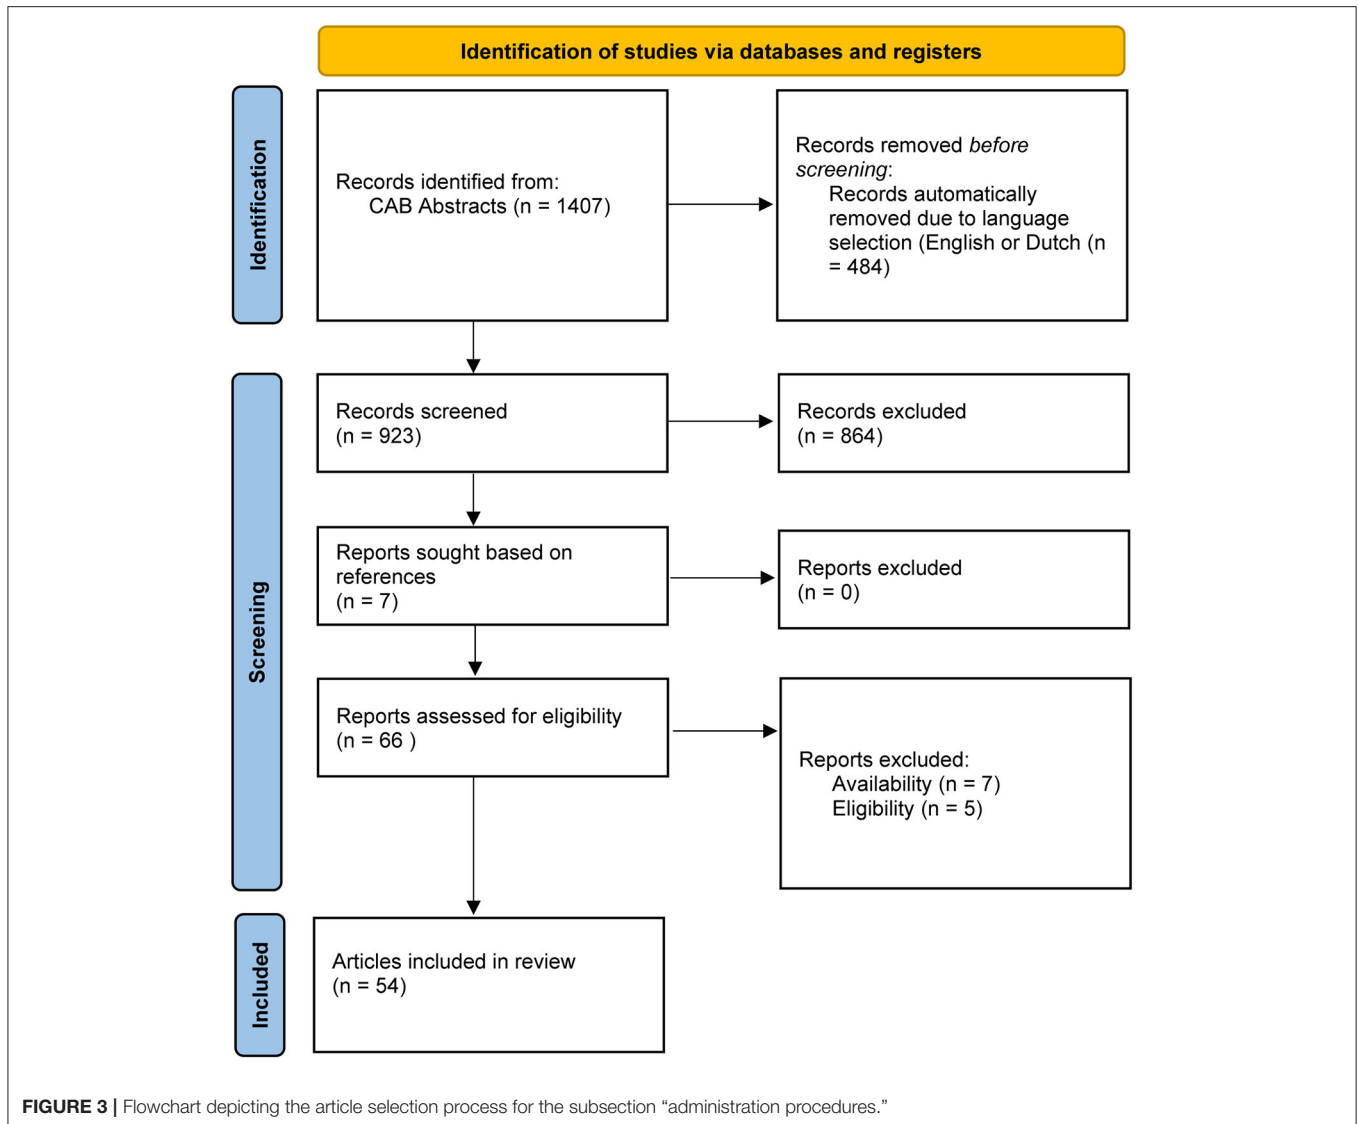 Identification of studies via databases and registers
Identification
Records identified from:
CAB Abstracts (n = 1407)
Records removed before
screening:
Records automatically
removed due to language
selection (English or Dutch (n
= 484)
Screening
Records screened
(n = 923)
Records excluded
(n = 864)
Reports sought based on
references
(n = 7)
Reports excluded
(n = 0)
Reports assessed for eligibility
(n = 66 )
Reports excluded:
Availability (n = 7)
Eligibility (n = 5)
Included
Articles included in review
(n = 54)
FIGURE 3 | Flowchart depicting the article selection process for the subsection “administration procedures.”